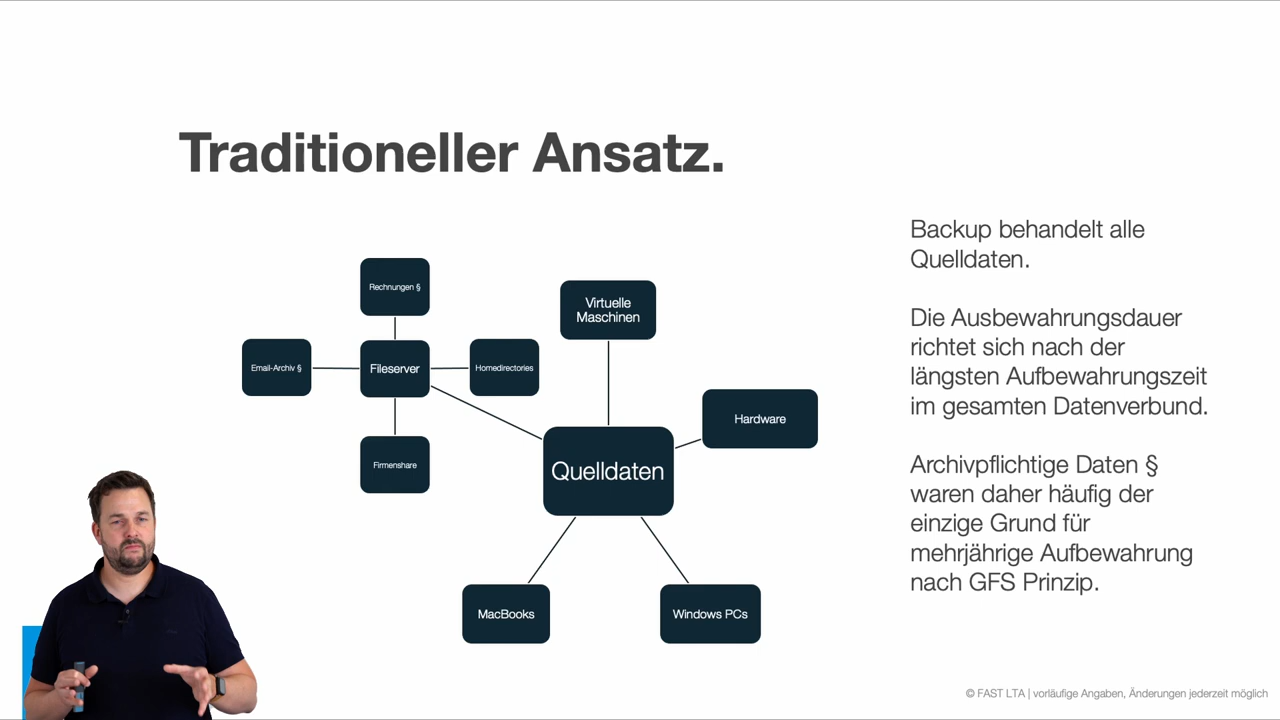 Traditioneller Ansatz.
Rechnungen §
Email-Archiv §
Fileserver
Homedirectories
Firmenshare
Virtuelle
Maschinen
Hardware
Quelldaten
MacBooks
Windows PCs
Backup behandelt alle
Quelldaten.
Die Ausbewahrungsdauer
richtet sich nach der
längsten Aufbewahrungszeit
im gesamten Datenverbund.
Archivpflichtige Daten §
waren daher häufig der
einzige Grund für
mehrjährige Aufbewahrung
nach GFS Prinzip.
© FAST LTA | vorläufige Angaben, Änderungen jederzeit möglich